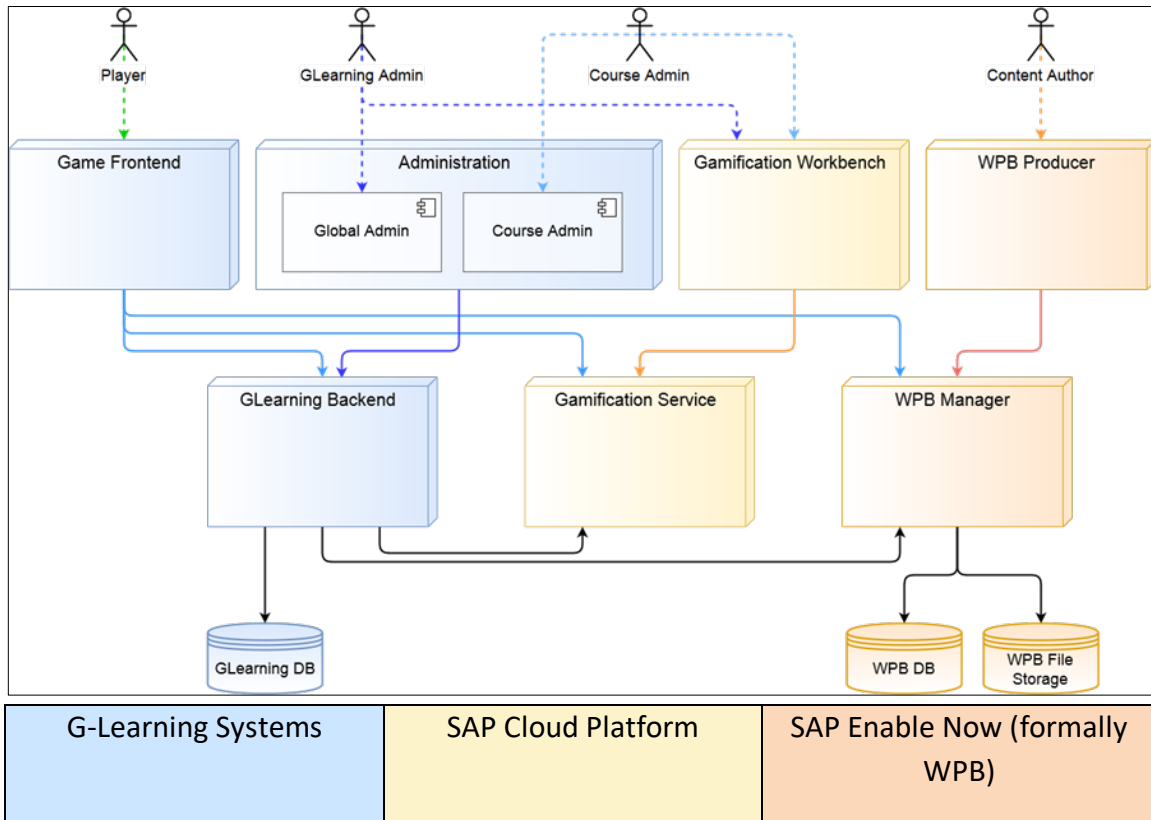 Player
GLearning Admin
Course Admin
Content Author
Game Frontend
Administration
Gamification Workbench
WPB Producer
Global Admin
Course Admin
GLearning Backend
Gamification Service
WPB Manager
GLearning DB
WPB DB
WPB File
Storage
G-Learning Systems
SAP Cloud Platform
SAP Enable Now (formally
WPB)